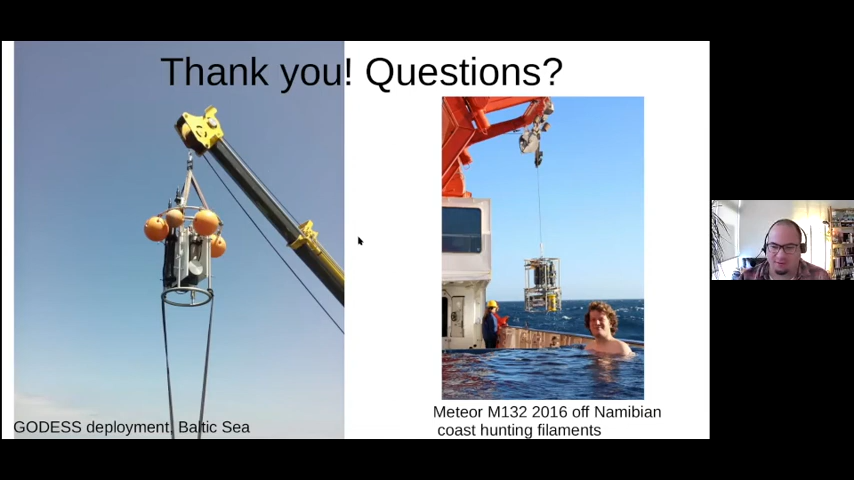 Thank you! Questions?
GODESS deployment, Baltic Sea
Meteor M132 2016 off Namibian
coast hunting filaments